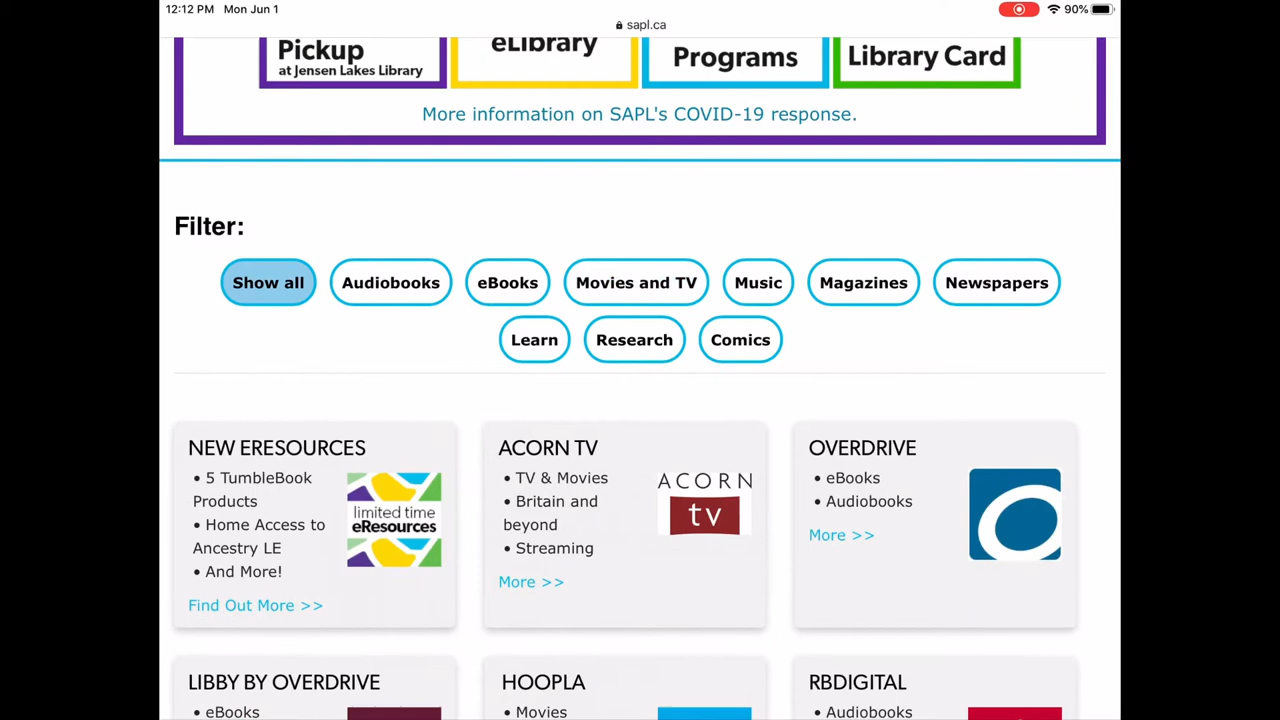 12:12 PM Mon Jun 1
90%
sapl.ca
Pickup
at Jensen Lakes Library
eLibrary
Programs
Library Card
More information on SAPL's COVID-19 response.
Filter:
Show all
Audiobooks
eBooks
Movies and TV
Music
Magazines
Newspapers
Learn
Research
Comics
NEW ERESOURCES
• 5 TumbleBook
Products
• Home Access to
Ancestry LE
• And More!
Find Out More >>
limited time
eResources
ACORN TV
• TV & Movies
• Britain and
beyond
• Streaming
More >>
ACORN
tv
OVERDRIVE
• eBooks
• Audiobooks
More >>
LIBBY BY OVERDRIVE
• eBooks
HOOPLA
• Movies
RBDIGITAL
• Audiobooks